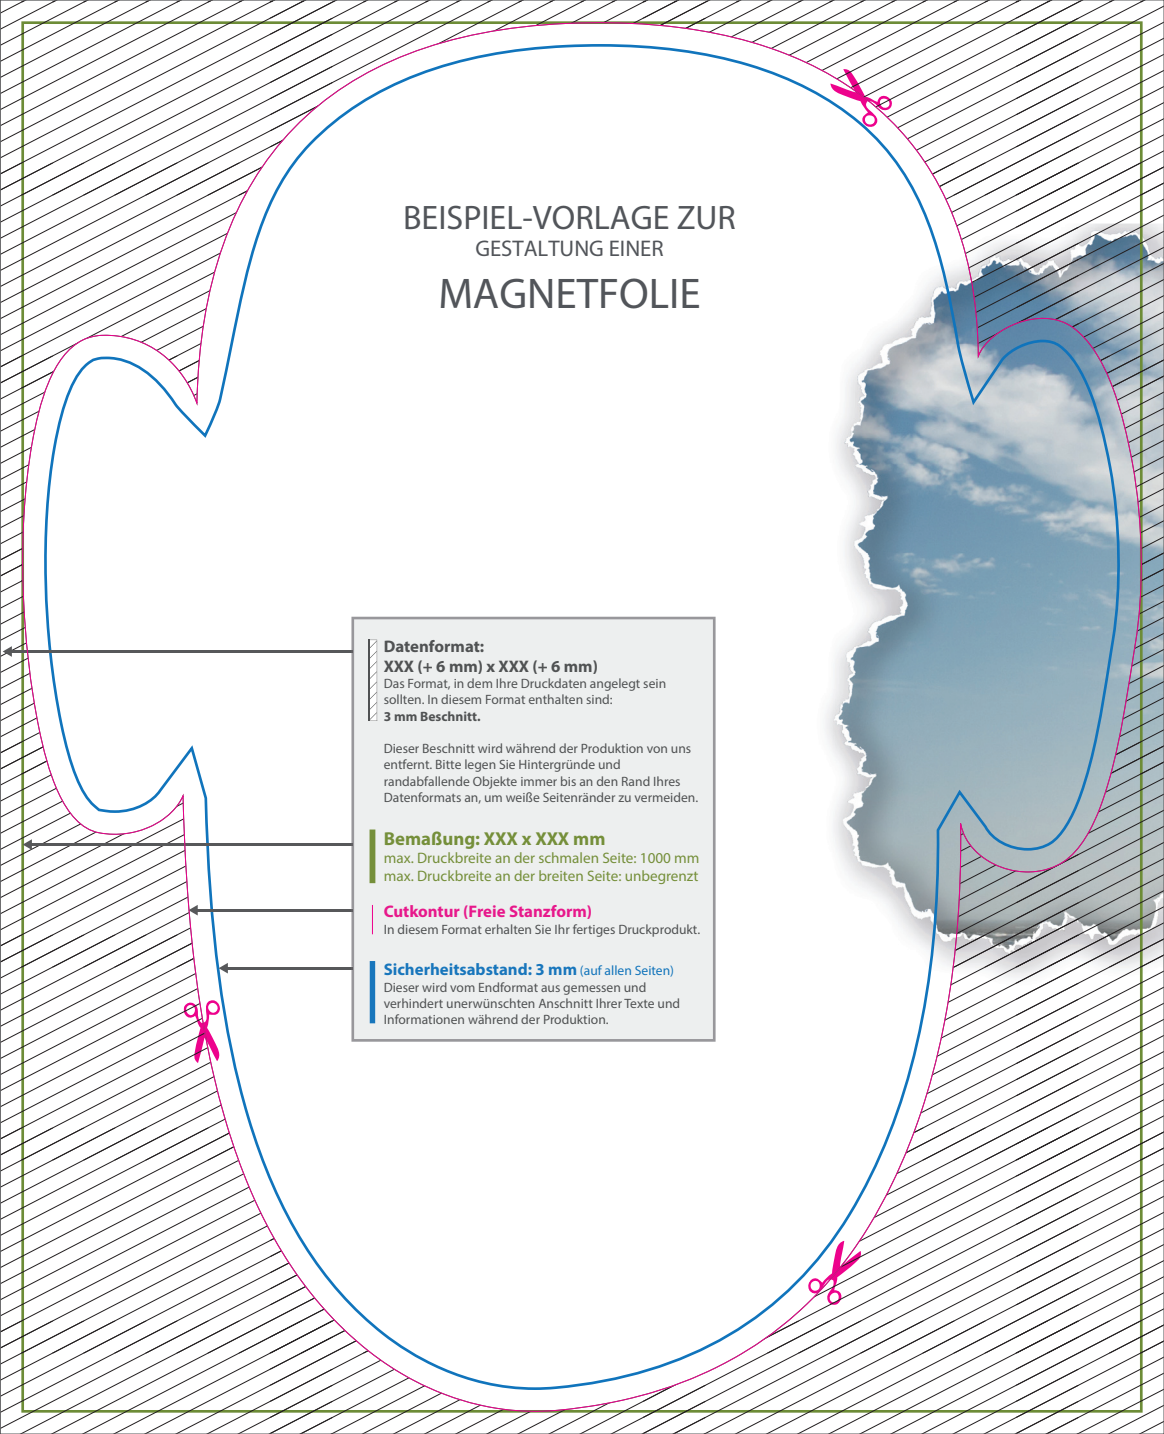 BEISPIEL-VORLAGE ZUR
GESTALTUNG EINER
MAGNETFOLIE
Datenformat:
XXX (+ 6 mm) x XXX (+ 6 mm)
Das Format, in dem Ihre Druckdaten angelegt sein
sollten. In diesem Format enthalten sind:
3 mm Beschnitt.
Dieser Beschnitt wird während der Produktion von uns
entfernt. Bitte legen Sie Hintergründe und
randabfallende Objekte immer bis an den Rand Ihres
Datenformats an, um weiße Seitenränder zu vermeiden.
Bemaßung: XXX x XXX mm
max. Druckbreite an der schmalen Seite: 1000 mm
max. Druckbreite an der breiten Seite: unbegrenzt
Cutkontur (Freie Stanzform)
In diesem Format erhalten Sie Ihr fertiges Druckprodukt.
Sicherheitsabstand: 3 mm (auf allen Seiten)
Dieser wird vom Endformat aus gemessen und
verhindert unerwünschten Anschnitt Ihrer Texte und
Informationen während der Produktion.